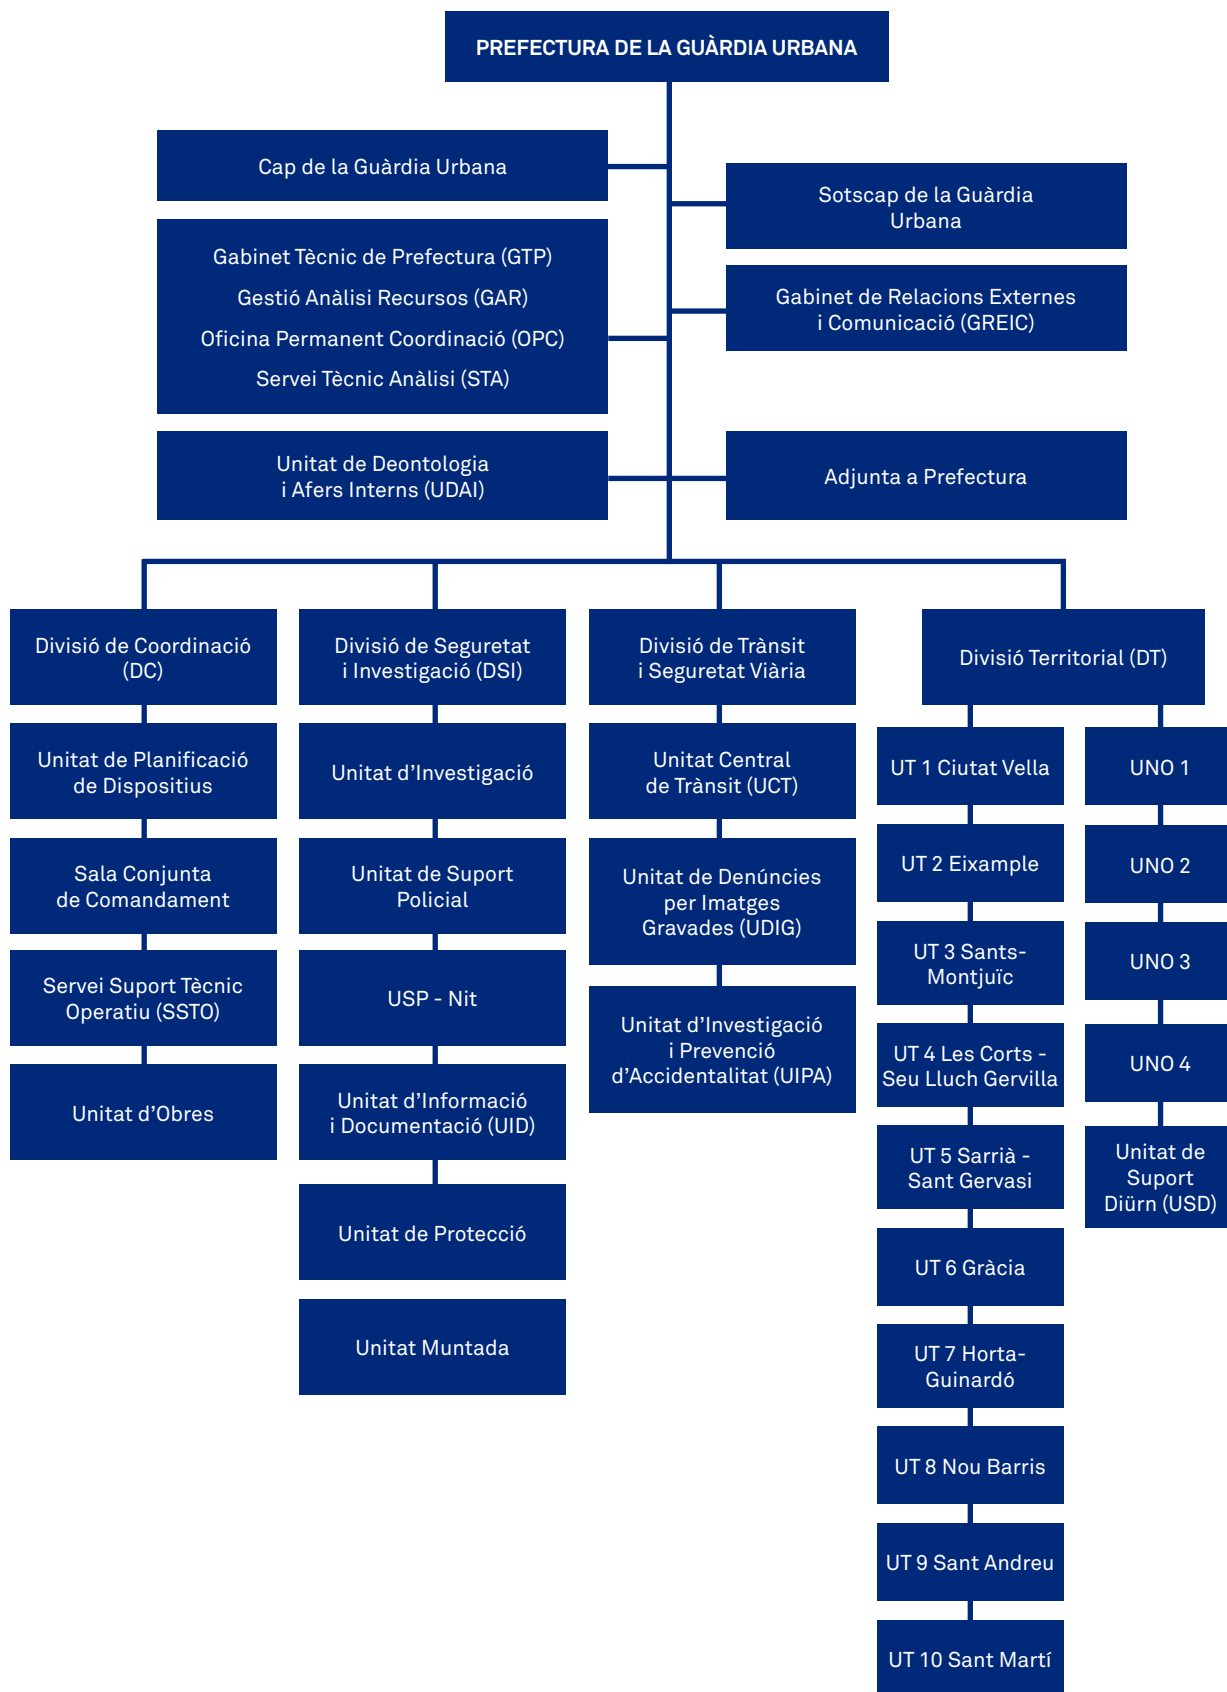 PREFECTURA DE LA GUÀRDIA URBANA
Cap de la Guàrdia Urbana
Sotscap de la Guàrdia
Urbana
Gabinet Tècnic de Prefectura (GTP)
Gestió Anàlisi Recursos (GAR)
Oficina Permanent Coordinació (OPC)
Servei Tècnic Anàlisi (STA)
Gabinet de Relacions Externes
i Comunicació (GREIC)
Unitat de Deontologia
i Afers Interns (UDAI)
Adjunta a Prefectura
Divisió de Coordinació
(DC)
Unitat de Planificació
de Dispositius
Sala Conjunta
de Comandament
Servei Suport Tècnic
Operatiu (SSTO)
Unitat d’Obres
Divisió de Seguretat
i Investigació (DSI)
Unitat d’Investigació
Unitat de Suport
Policial
USP - Nit
Unitat d’Informació
i Documentació (UID)
Unitat de Protecció
Unitat Muntada
Divisió de Trànsit
i Seguretat Viària
Unitat Central
de Trànsit (UCT)
Unitat de Denúncies
per Imatges
Gravades (UDIG)
Unitat d’Investigació
i Prevenció
d’Accidentalitat (UIPA)
Divisió Territorial (DT)
UT 1 Ciutat Vella
UT 2 Eixample
UT 3 Sants-
Montjuïc
UT 4 Les Corts -
Seu Lluch Gervilla
UT 5 Sarrià -
Sant Gervasi
UT 6 Gràcia
UT 7 Horta-
Guinardó
UT 8 Nou Barris
UT 9 Sant Andreu
UT 10 Sant Martí
UNO 1
UNO 2
UNO 3
UNO 4
Unitat de
Suport
Diürn (USD)